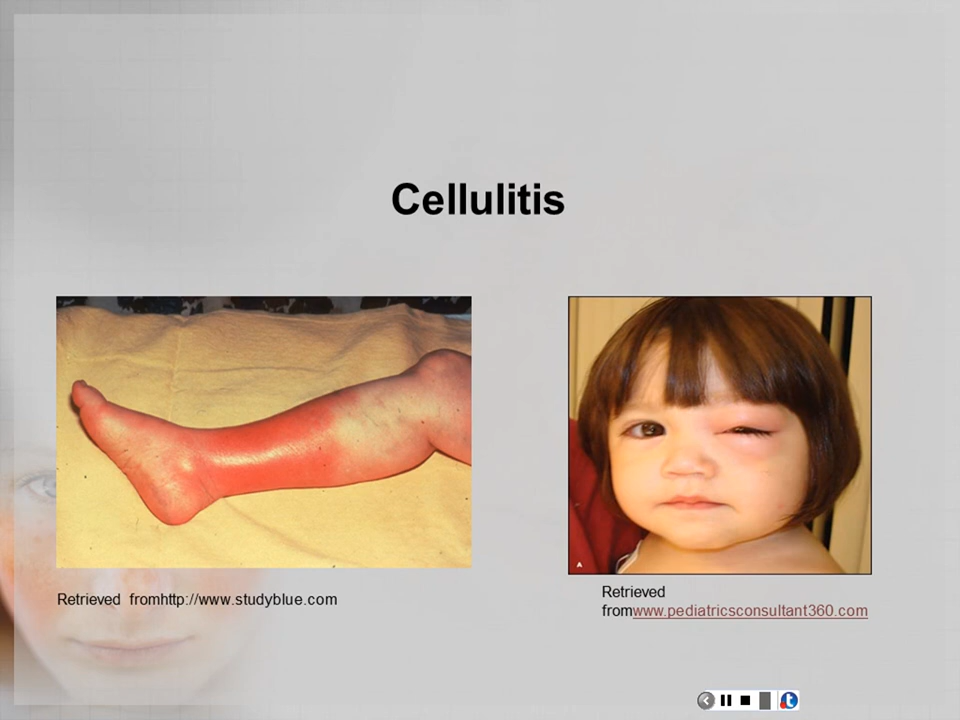 Cellulitis
Retrieved  fromhttp://www.studyblue.com
Retrieved
fromwww.pediatricsconsultant360.com
A